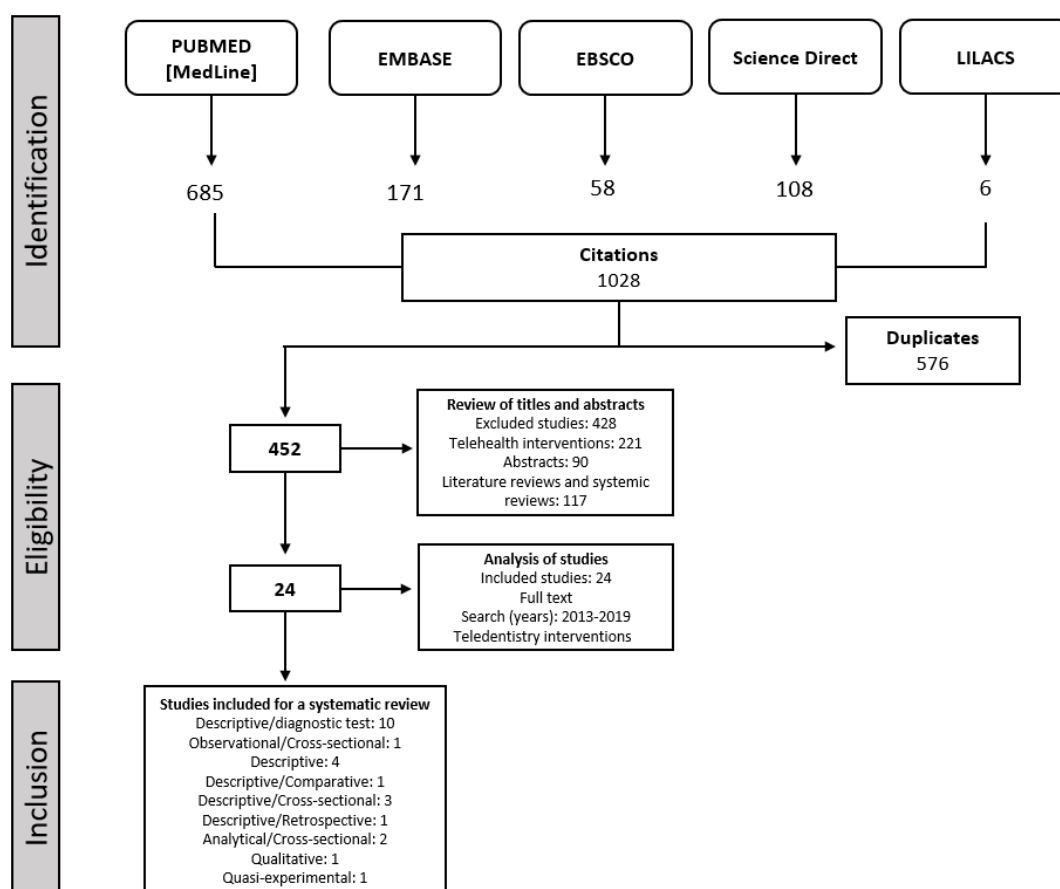 Identification
PUBMED
[MedLine]
EMBASE
EBSCO
Science Direct
LILACS
685
171
58
108
6
Citations
1028
Duplicates
576
Eligibility
452
Review of titles and abstracts
Excluded studies: 428
Telehealth interventions: 221
Abstracts: 90
Literature reviews and systemic
reviews: 117
24
Analysis of studies
Included studies: 24
Full text
Search (years): 2013-2019
Teledentistry interventions
Inclusion
Studies included for a systematic review
Descriptive/diagnostic test: 10
Observational/Cross-sectional: 1
Descriptive: 4
Descriptive/Comparative: 1
Descriptive/Cross-sectional: 3
Descriptive/Retrospective: 1
Analytical/Cross-sectional: 2
Qualitative: 1
Quasi-experimental: 1